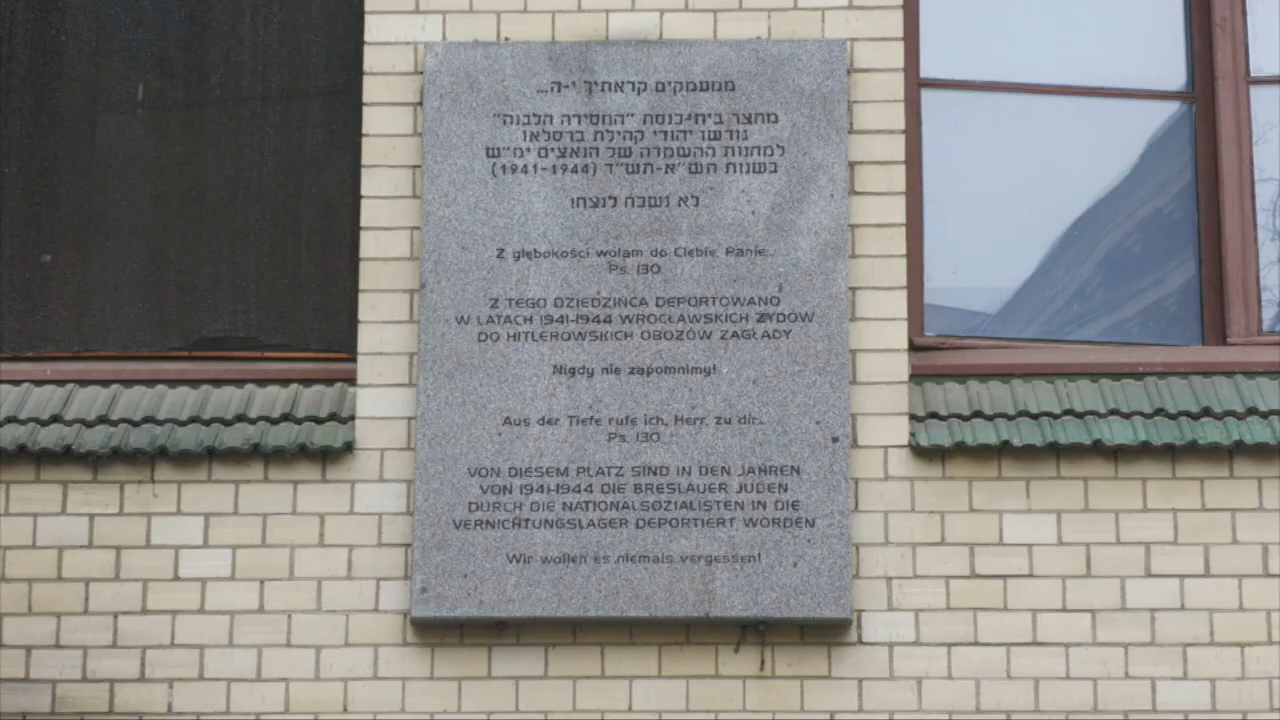 ממעמקים קראתיך י-ה...
מחצר בית-כנסת "החסידה הלבנה"
גורשו יהודי קהילת ברסלאו
למחנות ההשמדה של הנאצים ימ"ש
בשנות תש"א-תש"ד (1941-1944)
לא נשכח לנצח!
Z głębokości wołam do Ciebie, Panie...
Ps. 130
Z TEGO DZIEDZIŃCA DEPORTOWANO
W LATACH 1941-1944 WROCŁAWSKICH ŻYDÓW
DO HITLEROWSKICH OBOZÓW ZAGŁADY
Nigdy nie zapomnimy!
Aus der Tiefe rufe ich, Herr, zu dir...
Ps. 130
VON DIESEM PLATZ SIND IN DEN JAHREN
VON 1941-1944 DIE BRESLAUER JUDEN
DURCH DIE NATIONALSOZIALISTEN IN DIE
VERNICHTUNGSLAGER DEPORTIERT WORDEN
Wir wollen es niemals vergessen!